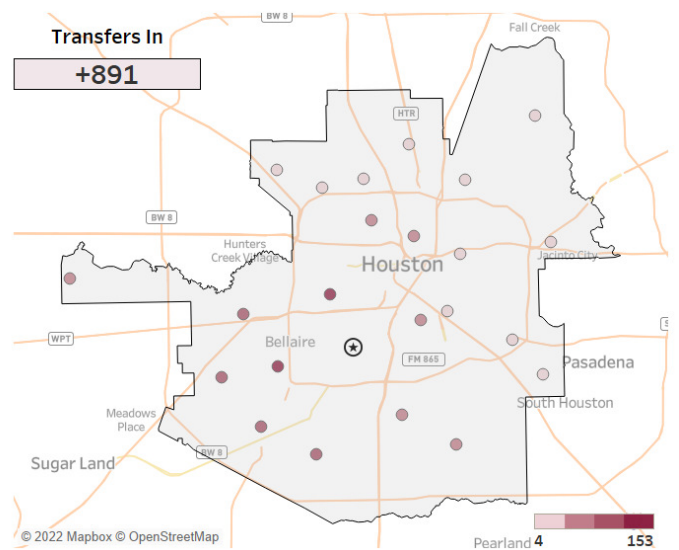 Transfers In
+891
BW 8
Fall Creek
HTR
BW 8
Hunters
Creek Village
Jacinto City
Houston
WPT
Bellaire
FM 865
Pasadena
South Houston
Meadows
Place
BW 8
Sugar Land
© 2022 Mapbox © OpenStreetMap
Pearland
4
153